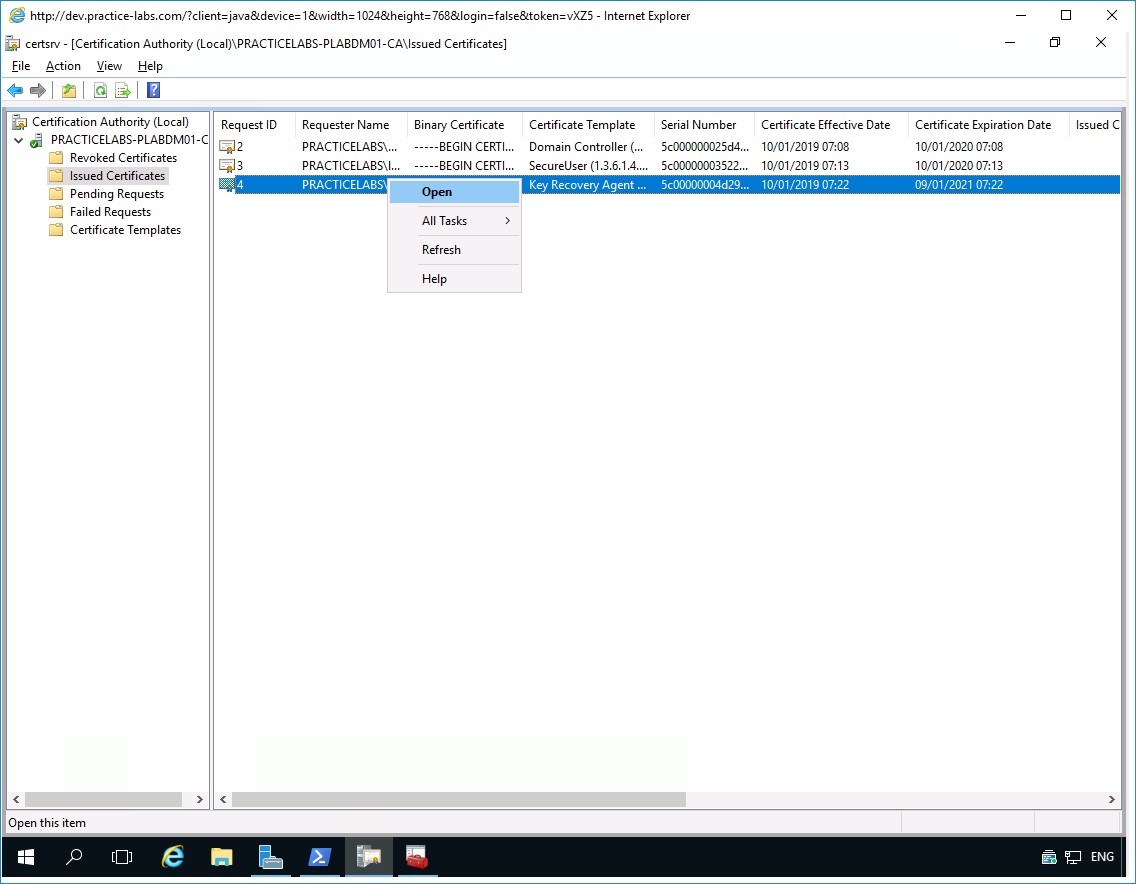 http://dev.practice-labs.com/?client=java&device=1&width=1024&height=768&login=false&token=vXZ5 - Internet Explorer
certsrv - [Certification Authority (Local)\PRACTICELABS-PLABDM01-CA\Issued Certificates]
File Action View Help
Certification Authority (Local)
PRACTICELABS-PLABDM01-C
Revoked Certificates
Issued Certificates
Pending Requests
Failed Requests
Certificate Templates
Request ID Requester Name Binary Certificate Certificate Template Serial Number Certificate Effective Date Certificate Expiration Date Issued C
2 PRACTICELABS\... -----BEGIN CERTI... Domain Controller (... 5c000000025d4... 10/01/2019 07:08 10/01/2020 07:08
3 PRACTICELABS\I... -----BEGIN CERTI... SecureUser (1.3.6.1.4.... 5c00000003522... 10/01/2019 07:13 10/01/2020 07:13
4 PRACTICELABS\ Key Recovery Agent ... 5c00000004d29... 10/01/2019 07:22 09/01/2021 07:22
Open
All Tasks
Refresh
Help
Open this item
ENG